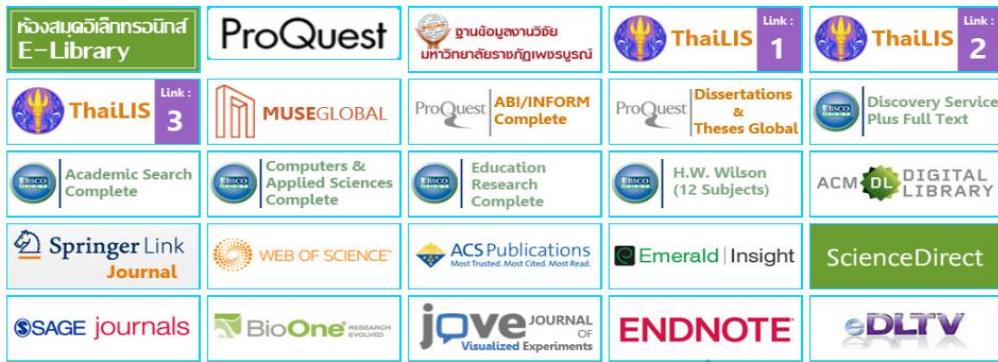 ห้องสมุดอิเล็กทรอนิกส์
E-Library
ProQuest
ฐานข้อมูลงานวิจัย
มหาวิทยาลัยราชภัฏเพชรบูรณ์
ThaiLIS
Link :
1
ThaiLIS
Link :
2
ThaiLIS
Link :
3
MUSEGLOBAL
ProQuest
ABI/INFORM
Complete
ProQuest
Dissertations
&
Theses Global
EBSCO
HOST
Discovery Service
Plus Full Text
EBSCO
HOST
Academic Search
Complete
EBSCO
HOST
Computers &
Applied Sciences
Complete
EBSCO
HOST
Education
Research
Complete
EBSCO
HOST
H.W. Wilson
(12 Subjects)
ACM DL DIGITAL
LIBRARY
Springer Link
Journal
WEB OF SCIENCE™
ACS Publications
Most Trusted. Most Cited. Most Read.
Emerald Insight
ScienceDirect
SAGE journals
BioOne RESEARCH
EVOLVED
jove JOURNAL
OF
Visualized Experiments
ENDNOTE
eDLTV